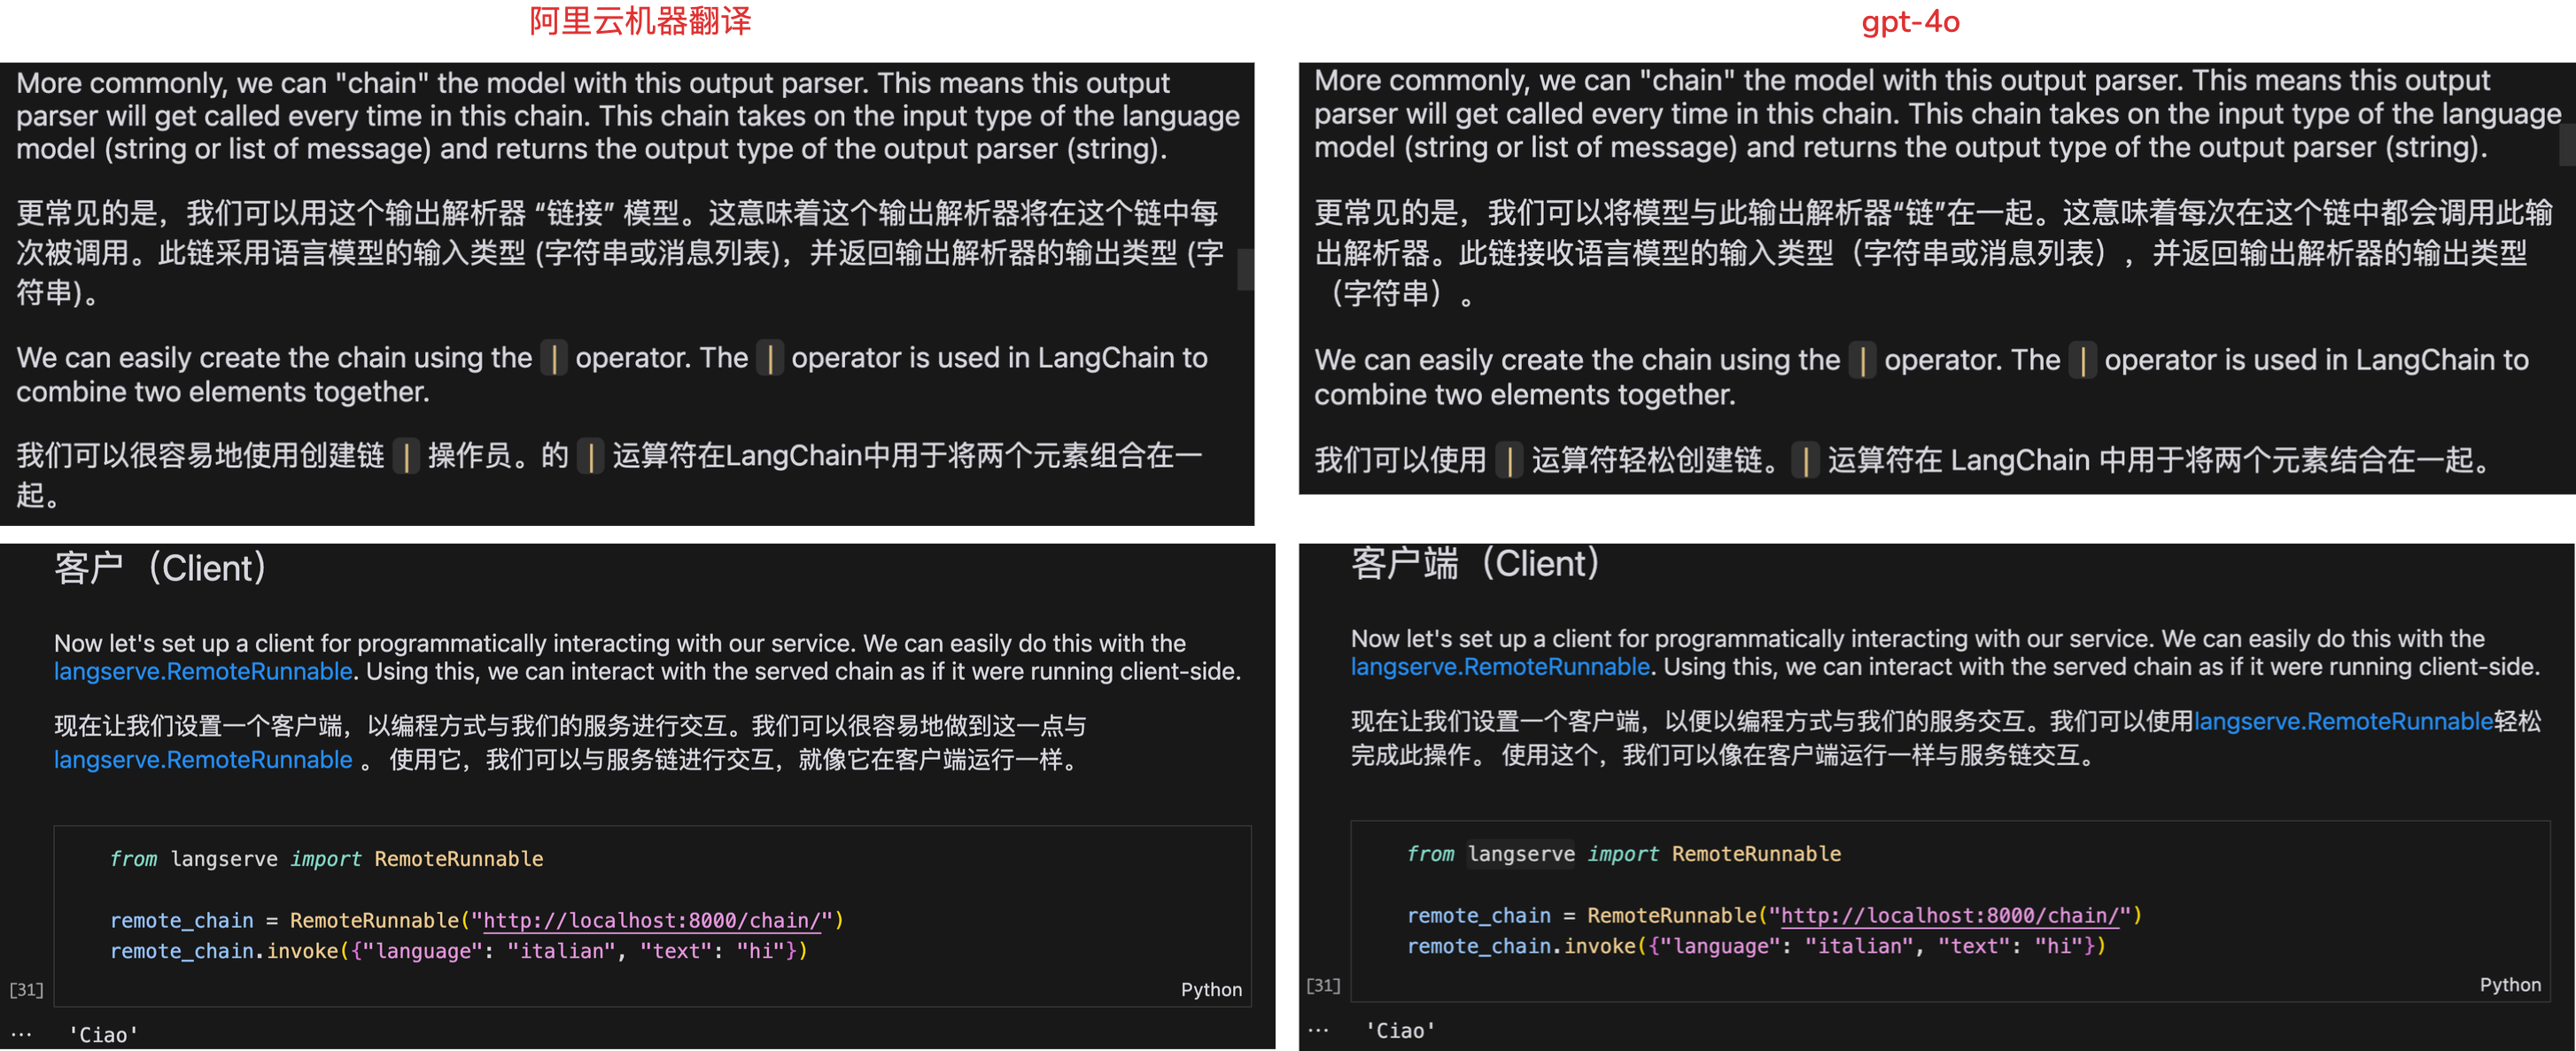 阿里云机器翻译
More commonly, we can "chain" the model with this output parser. This means this output
parser will get called every time in this chain. This chain takes on the input type of the language
model (string or list of message) and returns the output type of the output parser (string).
更常见的是，我们可以用这个输出解析器 “链接” 模型。这意味着这个输出解析器将在这个链中每
次被调用。此链采用语言模型的输入类型 (字符串或消息列表)，并返回输出解析器的输出类型 (字
符串)。
We can easily create the chain using the | operator. The | operator is used in LangChain to
combine two elements together.
我们可以很容易地使用创建链 | 操作员。的 | 运算符在LangChain中用于将两个元素组合在一
起。
gpt-4o
More commonly, we can "chain" the model with this output parser. This means this output
parser will get called every time in this chain. This chain takes on the input type of the language
model (string or list of message) and returns the output type of the output parser (string).
更常见的是，我们可以将模型与此输出解析器“链”在一起。这意味着每次在这个链中都会调用此输
出解析器。此链接收语言模型的输入类型（字符串或消息列表），并返回输出解析器的输出类型
（字符串）。
We can easily create the chain using the | operator. The | operator is used in LangChain to
combine two elements together.
我们可以使用 | 运算符轻松创建链。| 运算符在 LangChain 中用于将两个元素结合在一起。
客户（Client）
Now let's set up a client for programmatically interacting with our service. We can easily do this with the
langserve.RemoteRunnable. Using this, we can interact with the served chain as if it were running client-side.
现在让我们设置一个客户端，以编程方式与我们的服务进行交互。我们可以很容易地做到这一点与
langserve.RemoteRunnable 。 使用它，我们可以与服务链进行交互，就像它在客户端运行一样。
from langserve import RemoteRunnable
remote_chain = RemoteRunnable("http://localhost:8000/chain/")
remote_chain.invoke({"language": "italian", "text": "hi"})
[31]
Python
... 'Ciao'
客户端（Client）
Now let's set up a client for programmatically interacting with our service. We can easily do this with the
langserve.RemoteRunnable. Using this, we can interact with the served chain as if it were running client-side.
现在让我们设置一个客户端，以便以编程方式与我们的服务交互。我们可以使用langserve.RemoteRunnable轻松
完成此操作。 使用这个，我们可以像在客户端运行一样与服务链交互。
from langserve import RemoteRunnable
remote_chain = RemoteRunnable("http://localhost:8000/chain/")
remote_chain.invoke({"language": "italian", "text": "hi"})
[31]
Python
... 'Ciao'